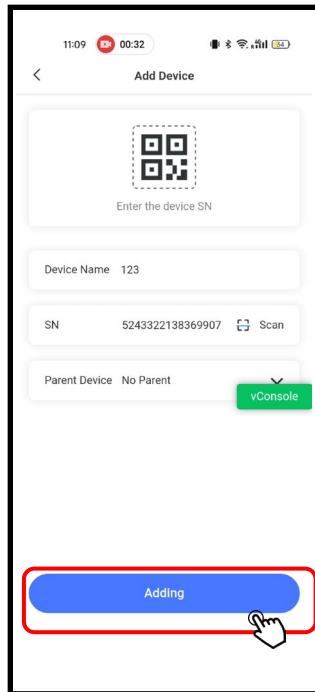 11:09 00:32 34
Add Device
Enter the device SN
Device Name 123
SN 5243322138369907 Scan
Parent Device No Parent
vConsole
Adding